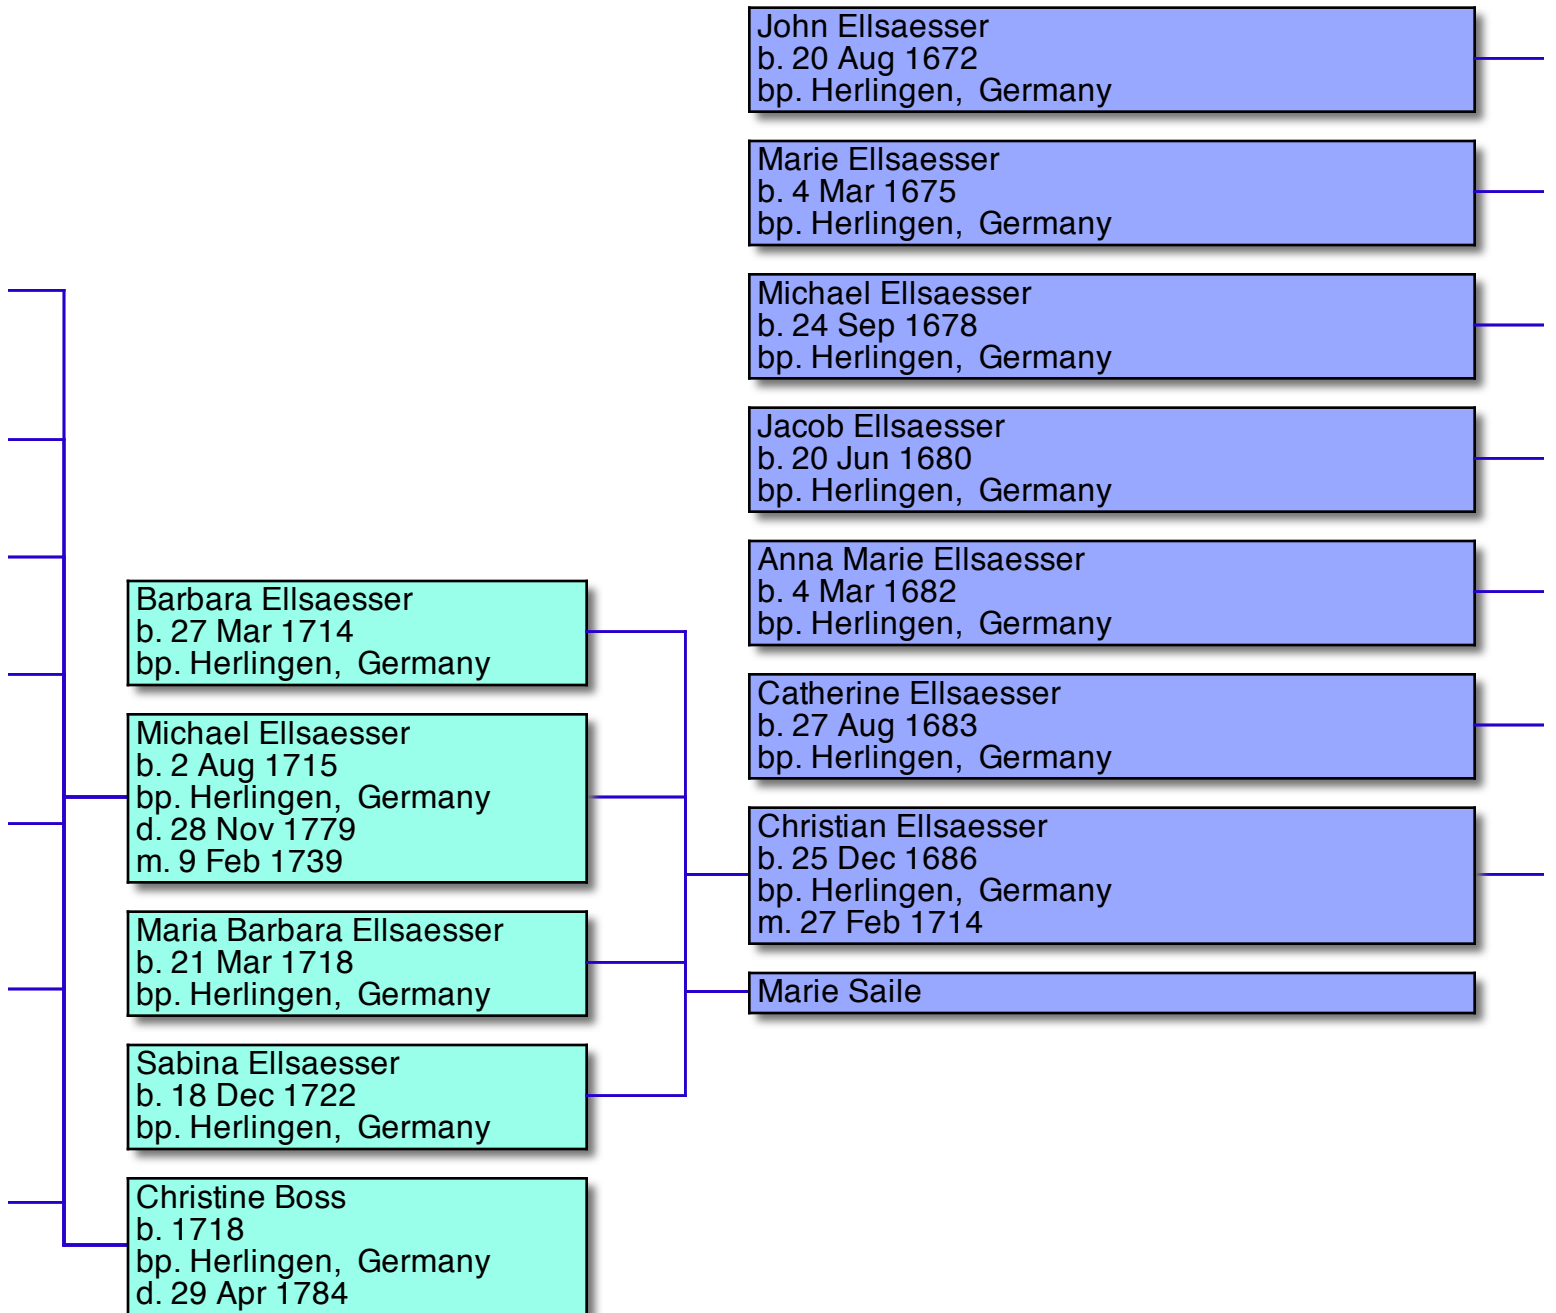 John Ellsaesser
b. 20 Aug 1672
bp. Herlingen, Germany
Marie Ellsaesser
b. 4 Mar 1675
bp. Herlingen, Germany
Michael Ellsaesser
b. 24 Sep 1678
bp. Herlingen, Germany
Jacob Ellsaesser
b. 20 Jun 1680
bp. Herlingen, Germany
Anna Marie Ellsaesser
b. 4 Mar 1682
bp. Herlingen, Germany
Catherine Ellsaesser
b. 27 Aug 1683
bp. Herlingen, Germany
Christian Ellsaesser
b. 25 Dec 1686
bp. Herlingen, Germany
m. 27 Feb 1714
Marie Saile
Barbara Ellsaesser
b. 27 Mar 1714
bp. Herlingen, Germany
Michael Ellsaesser
b. 2 Aug 1715
bp. Herlingen, Germany
d. 28 Nov 1779
m. 9 Feb 1739
Maria Barbara Ellsaesser
b. 21 Mar 1718
bp. Herlingen, Germany
Sabina Ellsaesser
b. 18 Dec 1722
bp. Herlingen, Germany
Christine Boss
b. 1718
bp. Herlingen, Germany
d. 29 Apr 1784